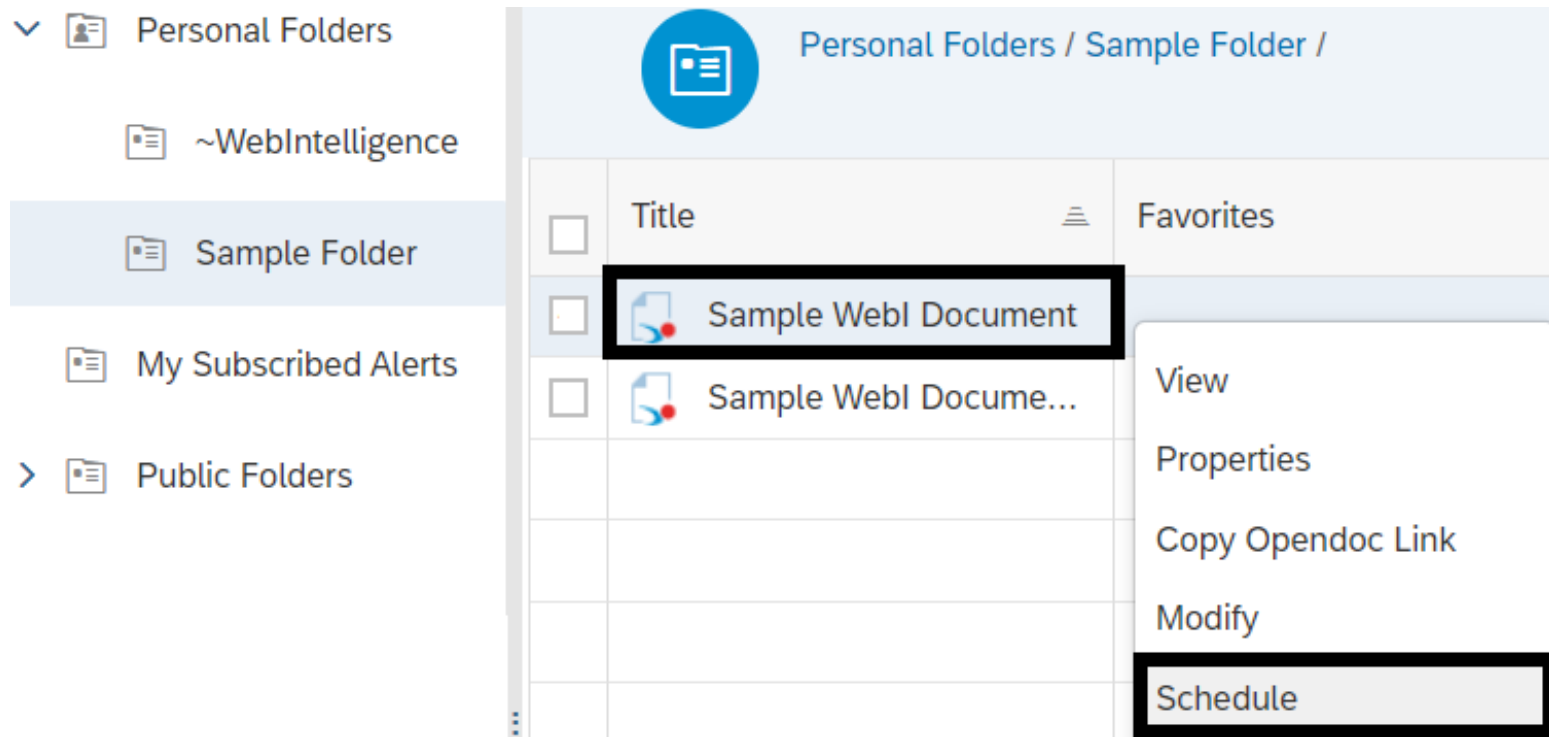 Personal Folders
~WebIntelligence
Sample Folder
My Subscribed Alerts
Public Folders
Personal Folders / Sample Folder /
Title
Favorites
Sample WebI Document
Sample WebI Docume...
View
Properties
Copy Opendoc Link
Modify
Schedule